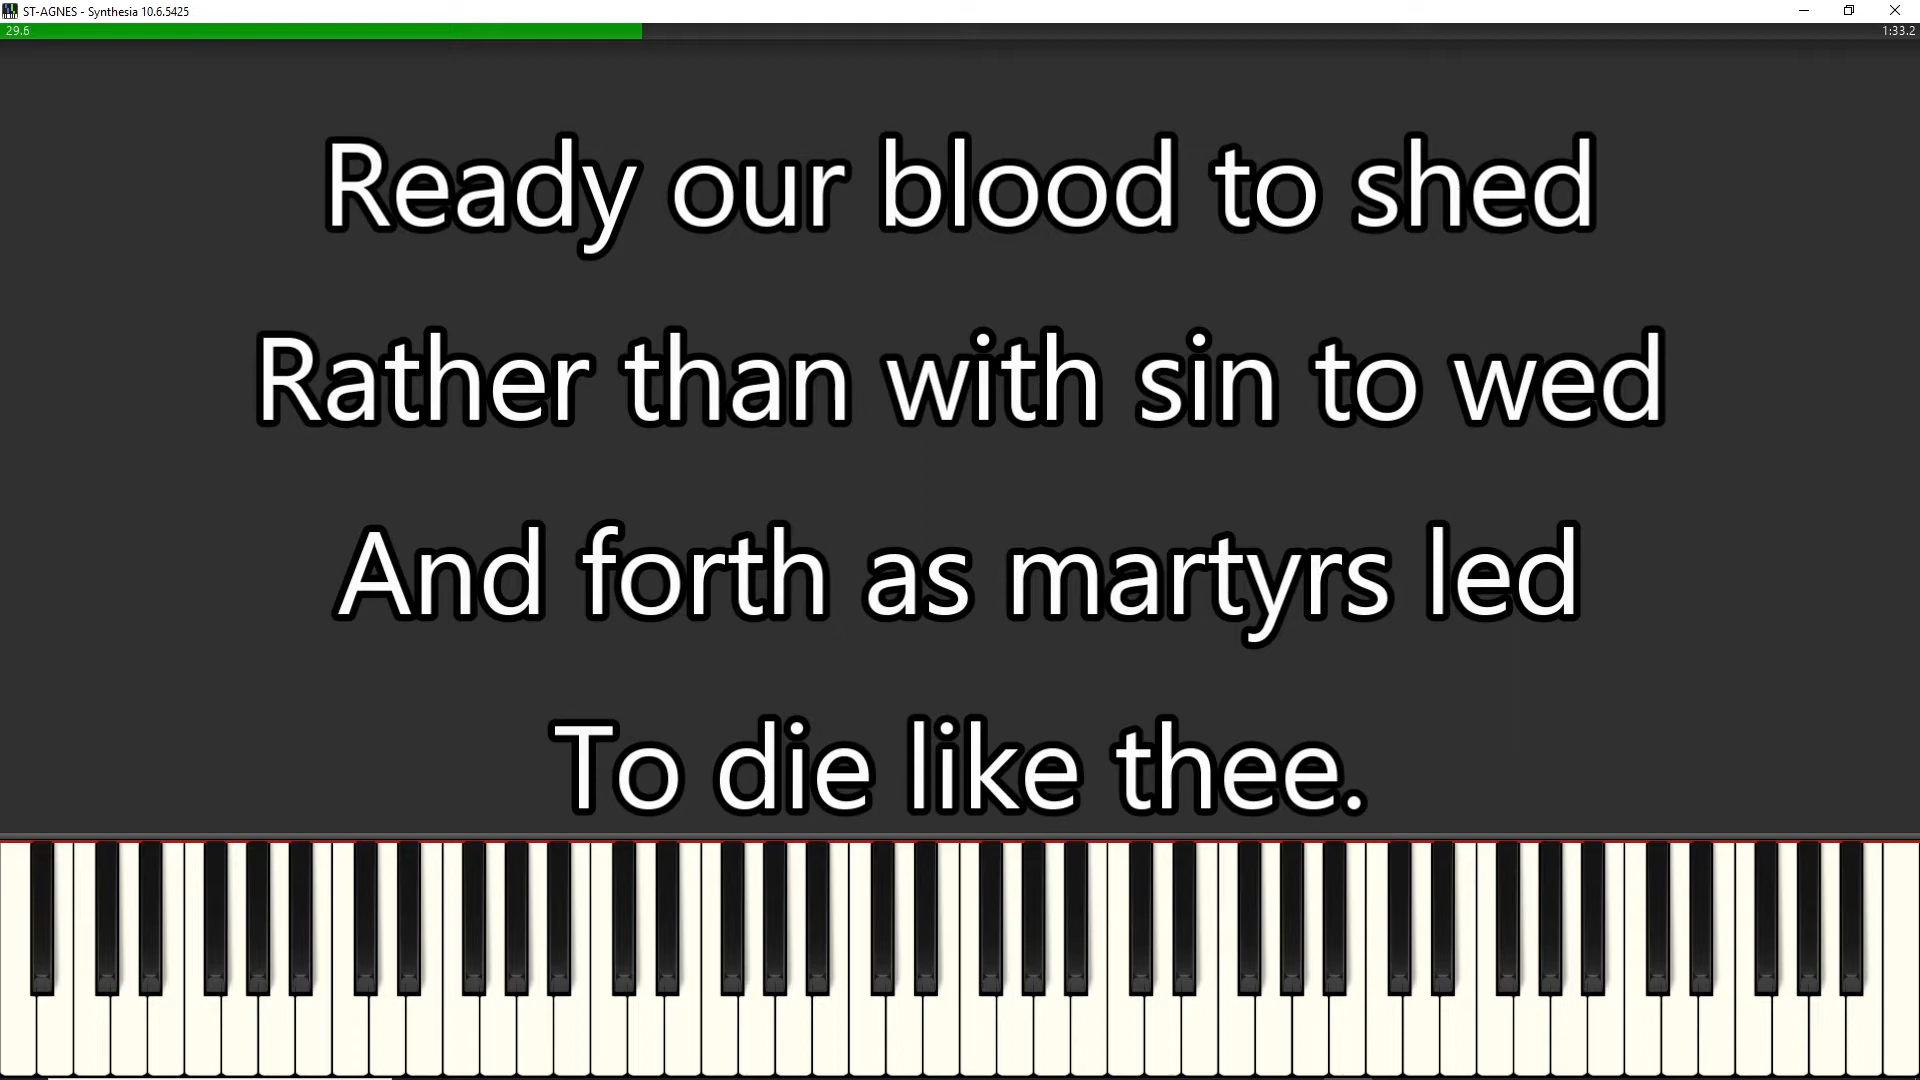 ST-AGNES - Synthesia 10.6.5425
29.6
1:33.2
Ready our blood to shed
Rather than with sin to wed
And forth as martyrs led
To die like thee.